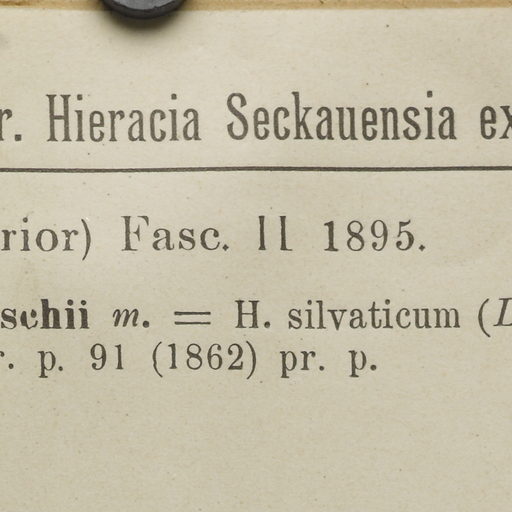 r. Hieracia Seckauensia ex
rior) Fasc. II 1895.
schii m. = H. silvaticum (L
r. p. 91 (1862) pr. p.